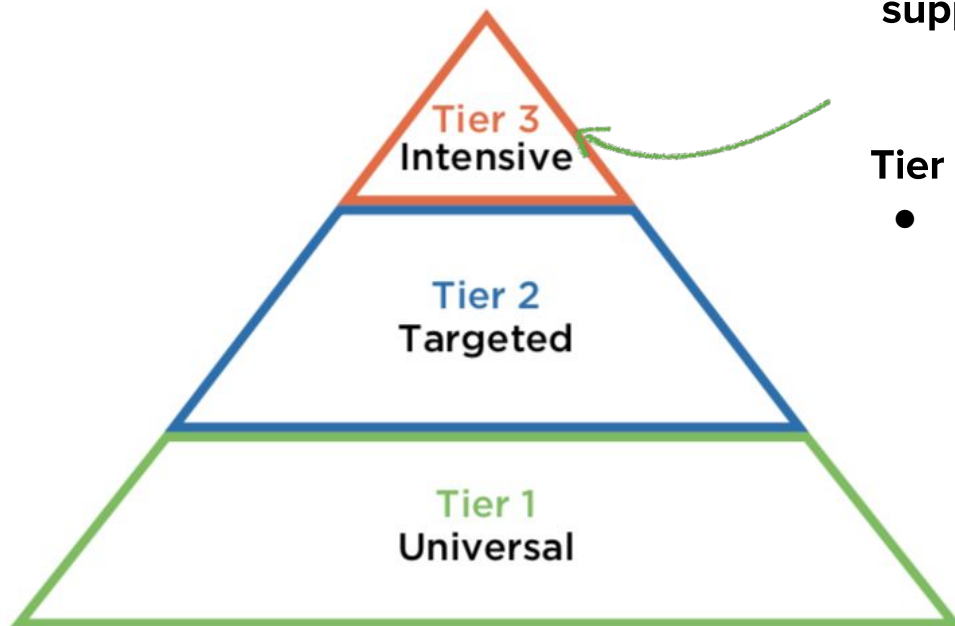 Tier 3
Intensive
Tier 2
Targeted
Tier 1
Universal
Tier
•